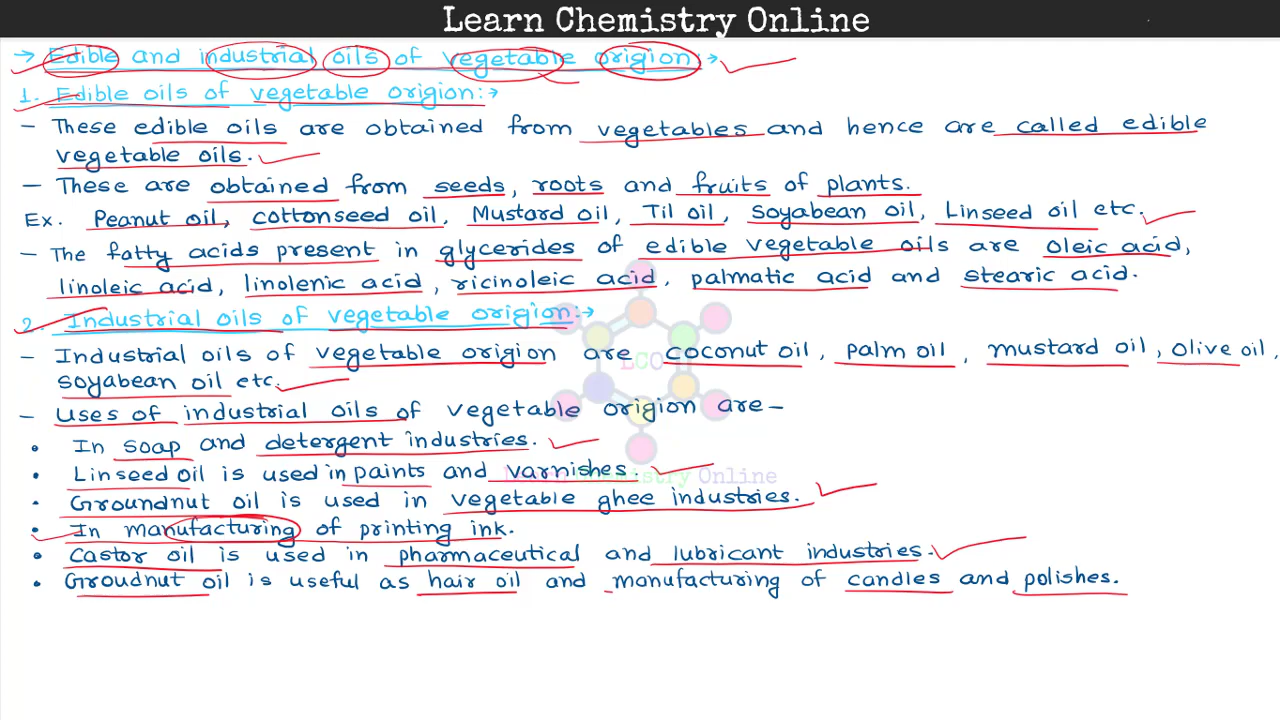 Learn Chemistry Online
→ Edible and industrial oils of vegetable origion →
1. Edible oils of vegetable origion:→
- These edible oils are obtained from vegetables and hence are called edible
vegetable oils.
- These are obtained from seeds, roots and fruits of plants.
Ex. Peanut oil, cottonseed oil, Mustard oil, Til oil, soyabean oil, Linseed oil etc.
- The fatty acids present in glycerides of edible vegetable oils are oleic acid,
linoleic acid, linolenic acid, ricinoleic acid, palmatic acid and stearic acid.
2. Industrial oils of vegetable origion:→
- Industrial oils of vegetable origion are coconut oil, palm oil, mustard oil, olive oil,
soyabean oil etc.
LCO
- Uses of industrial oils of vegetable origion are-
• In soap and detergent industries.
• Linseed oil is used in paints and varnishes.
Learn Chemistry Online
• Groundnut oil is used in vegetable ghee industries.
• In manufacturing of printing ink.
• Castor oil is used in pharmaceutical and lubricant industries.
• Groudnut oil is useful as hair oil and manufacturing of candles and polishes.